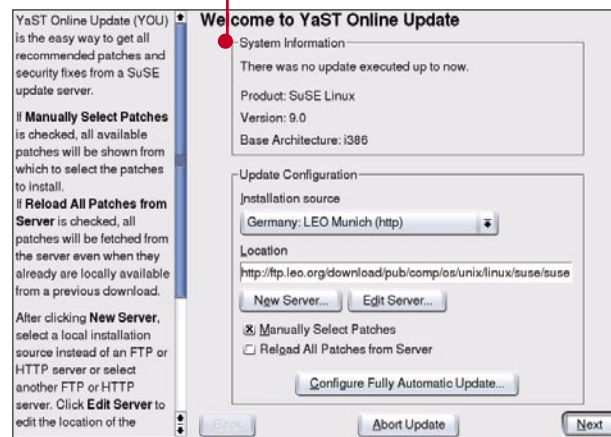 YaST Online Update (YOU)
is the easy way to get all
recommended patches and
security fixes from a SuSE
update server.
If Manually Select Patches
is checked, all available
patches will be shown from
which to select the patches
to install.
If Reload All Patches from
Server is checked, all
patches will be fetched from
the server even when they
already are locally available
from a previous download.
After clicking New Server,
select a local installation
source instead of an FTP or
HTTP server or select
another FTP or HTTP
server. Click Edit Server to
edit the location of the
Welcome to YaST Online Update
System Information
There was no update executed up to now.
Product: SuSE Linux
Version: 9.0
Base Architecture: i386
Update Configuration
Installation source
Germany: LEO Munich (http)
Location
http://ftp.leo.org/download/pub/comp/os/unix/linux/suse/suse
New Server...
Edit Server...
Manually Select Patches
Reload All Patches from Server
Configure Fully Automatic Update...
Back
Abort Update
Next